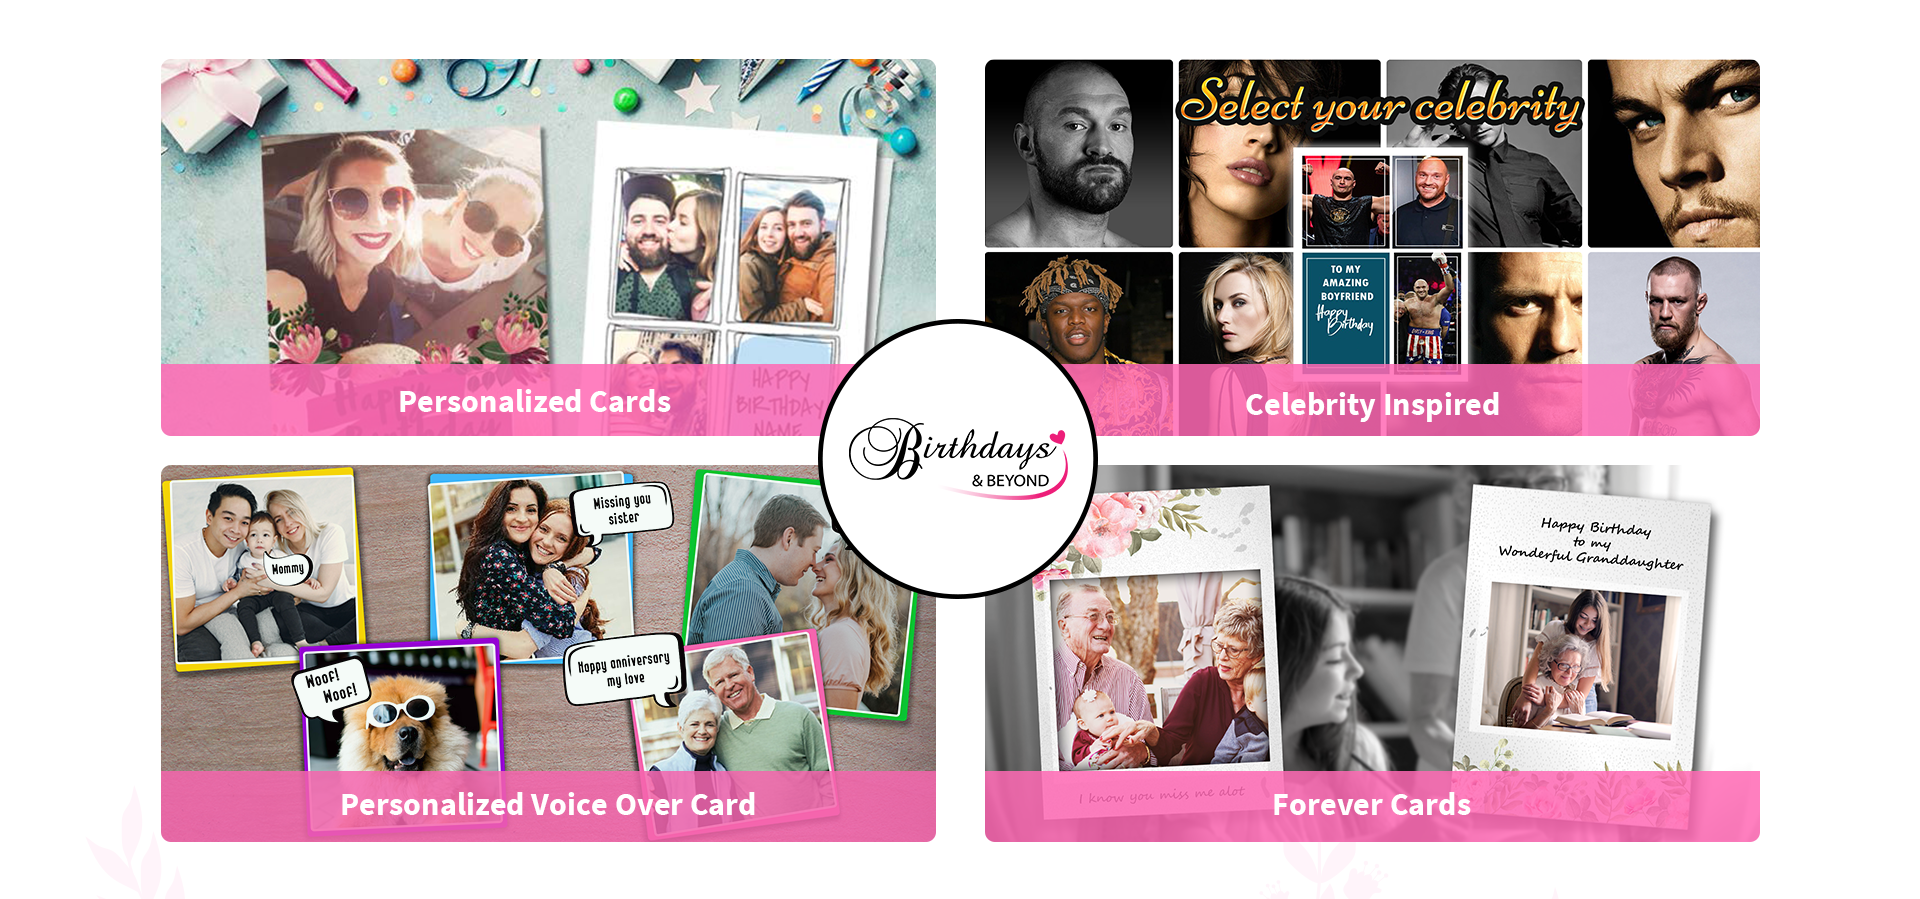 Select your celebrity
TO MY
AMAZING
BOYFRIEND
Happy
Birthday
HAPPY
BIRTHDAY
NAME
Happy
Birthday
Personalized Cards
Celebrity Inspired
Birthdays
& BEYOND
Mommy
Missing you
sister
Woof!
Woof!
Happy anniversary
my love
Happy Birthday
to my
Wonderful Granddaughter
I know you miss me alot
Personalized Voice Over Card
Forever Cards